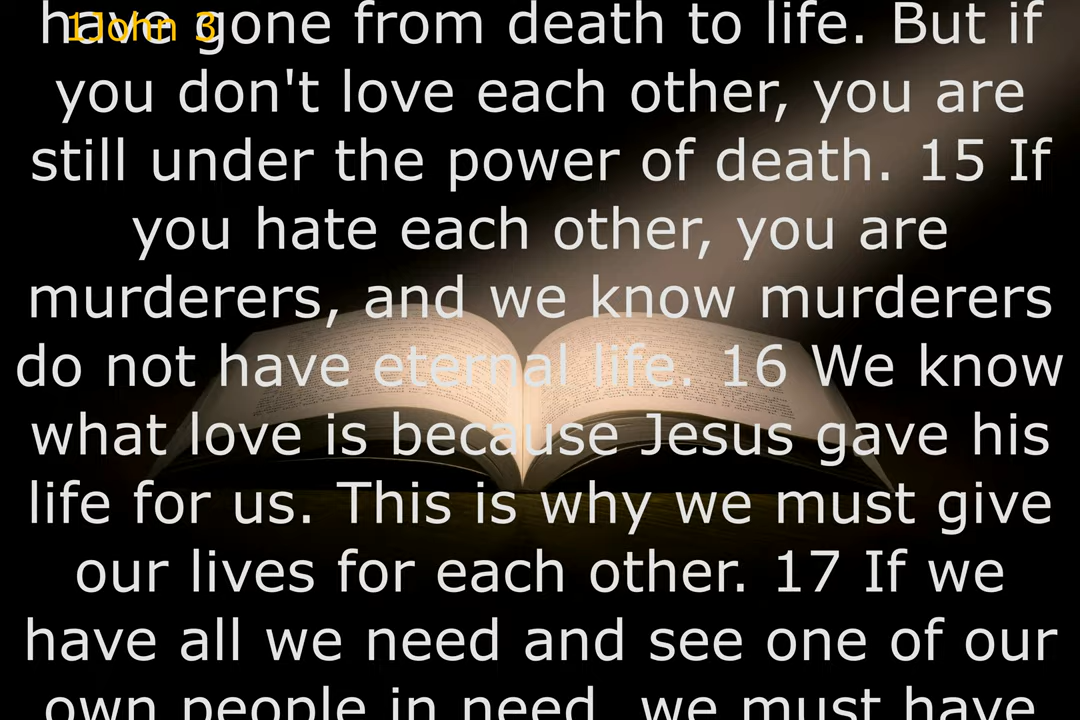 1John 3
have gone from death to life. But if
you don't love each other, you are
still under the power of death. 15 If
you hate each other, you are
murderers, and we know murderers
do not have eternal life. 16 We know
what love is because Jesus gave his
life for us. This is why we must give
our lives for each other. 17 If we
have all we need and see one of our
own people in need, we must have